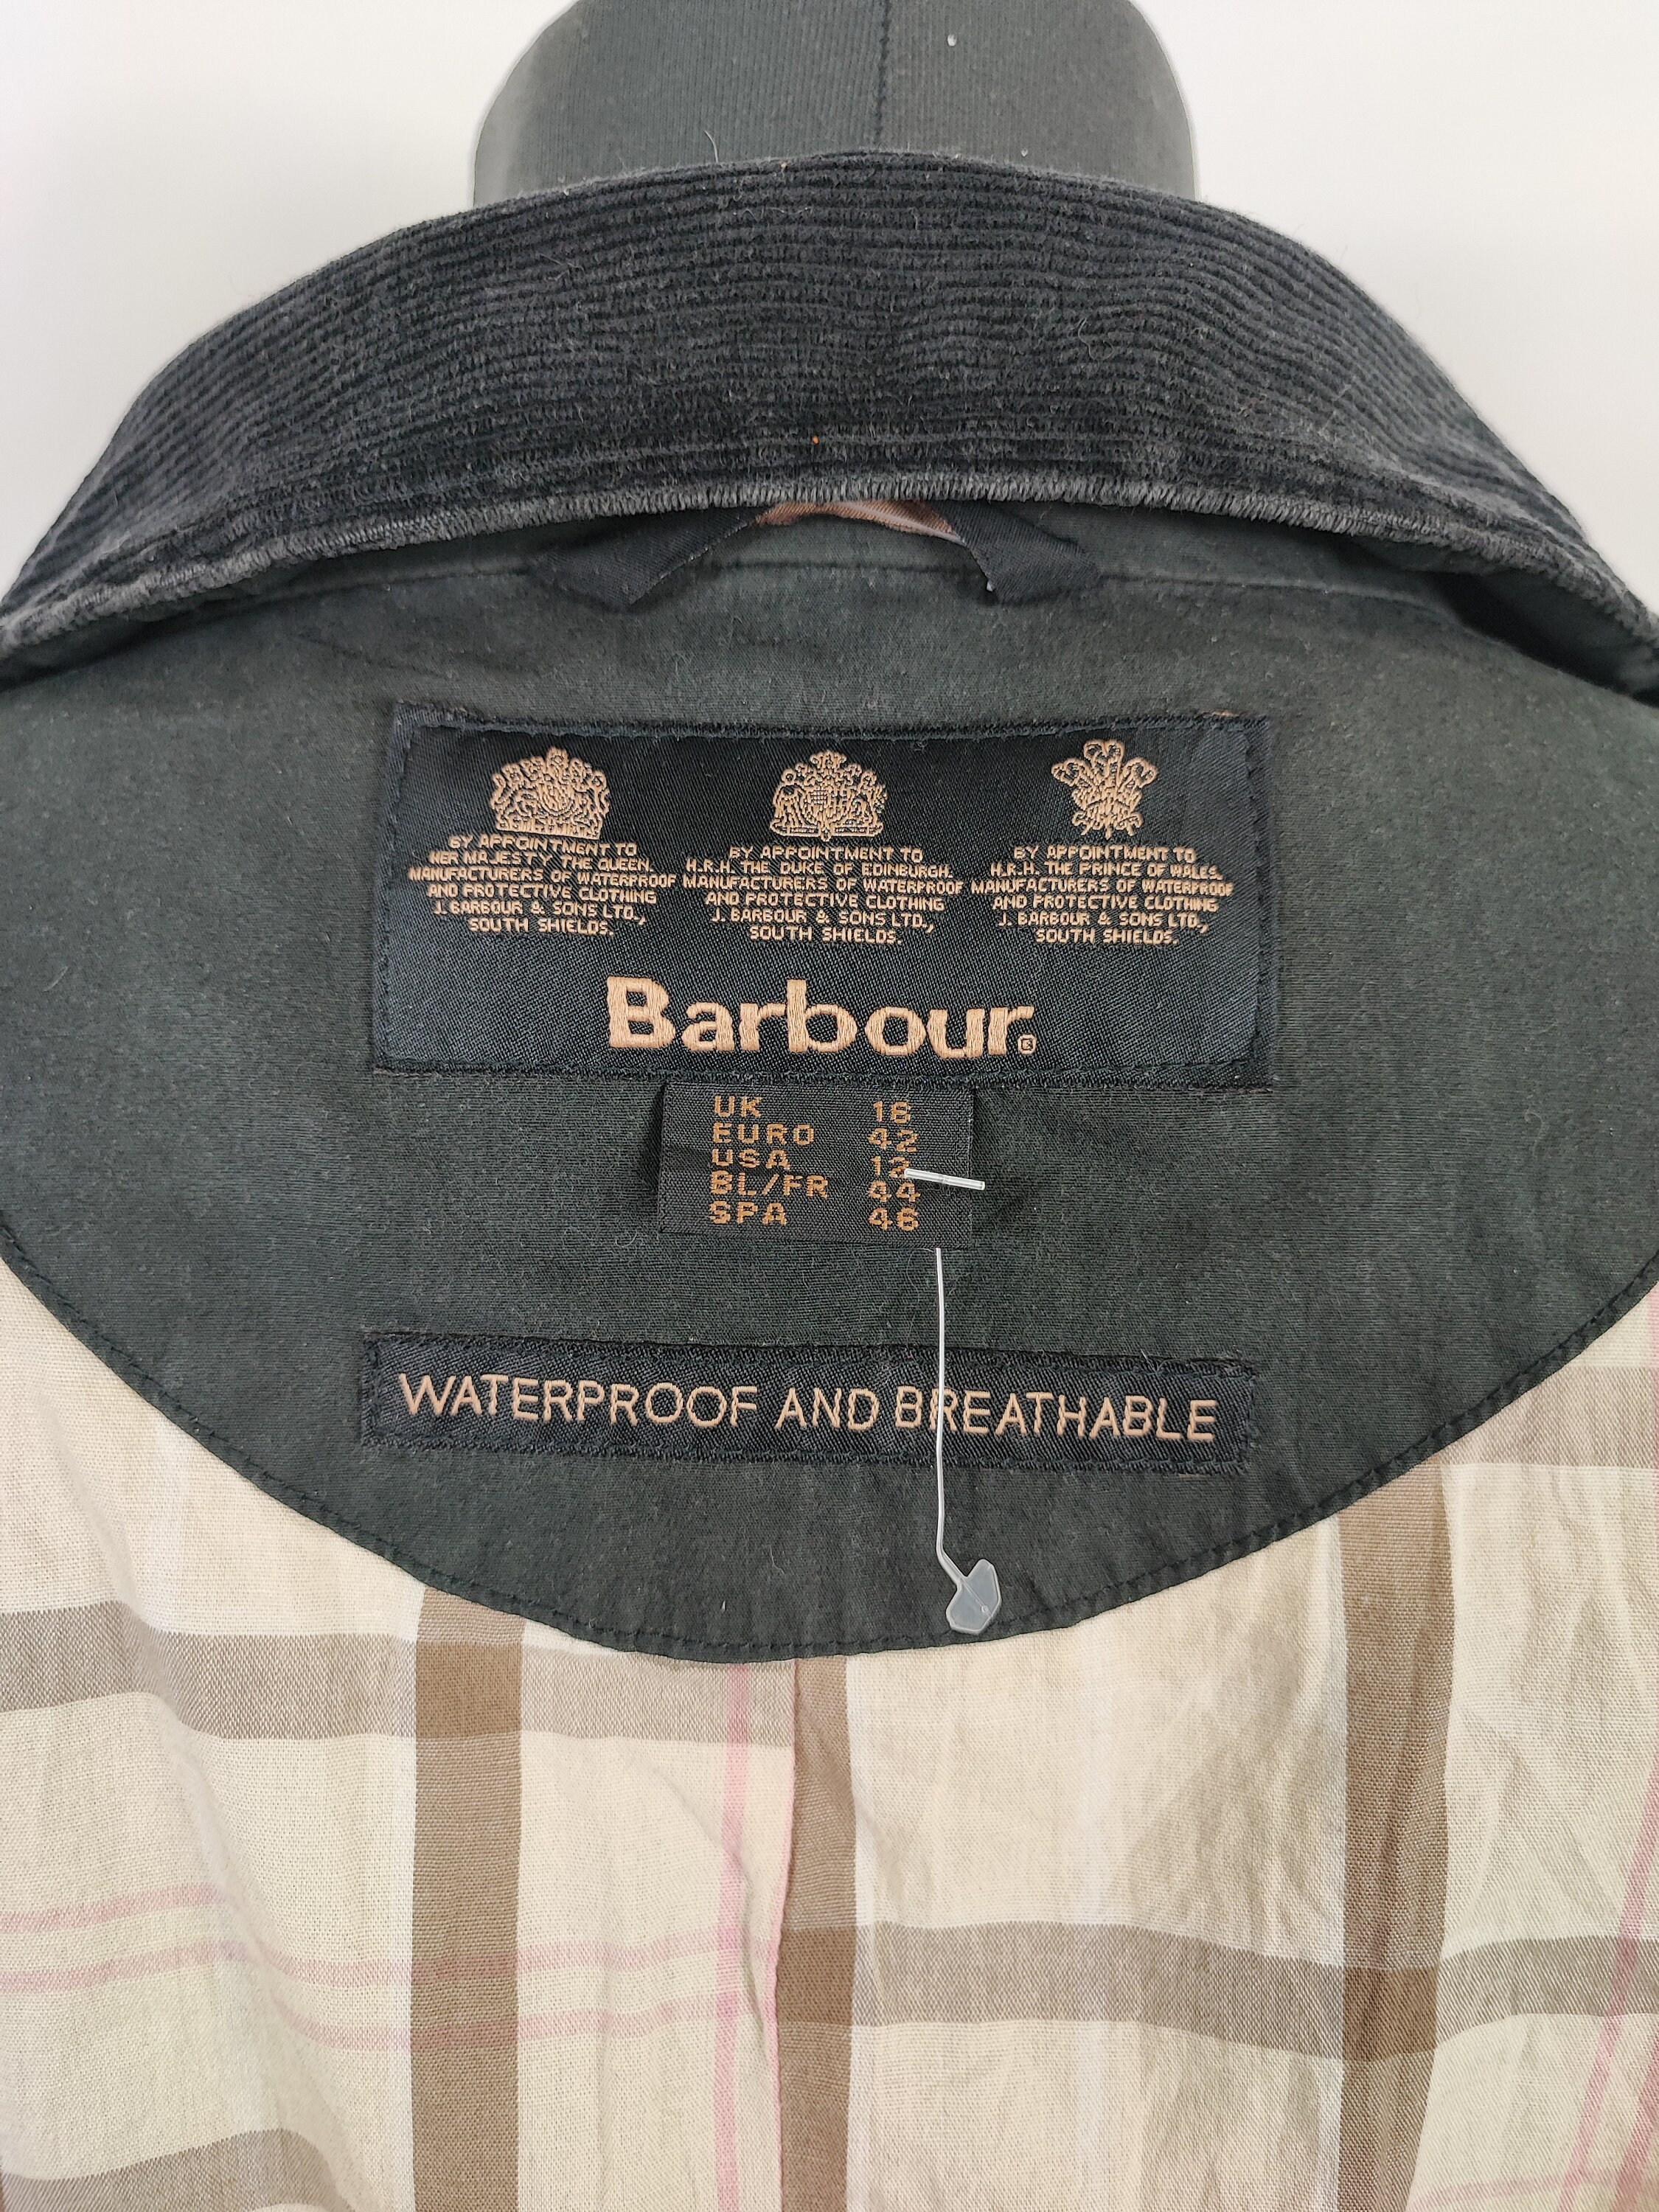 BY APPOINTMENT TO
HER MAJESTY THE QUEEN.
MANUFACTURERS OF WATERPROOF
AND PROTECTIVE CLOTHING
J. BARBOUR & SONS LTD.,
SOUTH SHIELDS.
BY APPOINTMENT TO
H.R.H. THE DUKE OF EDINBURGH.
MANUFACTURERS OF WATERPROOF
AND PROTECTIVE CLOTHING
J. BARBOUR & SONS LTD.,
SOUTH SHIELDS.
BY APPOINTMENT TO
H.R.H. THE PRINCE OF WALES.
MANUFACTURERS OF WATERPROOF
AND PROTECTIVE CLOTHING
J. BARBOUR & SONS LTD.,
SOUTH SHIELDS.
Barbour®
UK 16
EURO 42
USA 12
BL/FR 44
SPA 46
WATERPROOF AND BREATHABLE